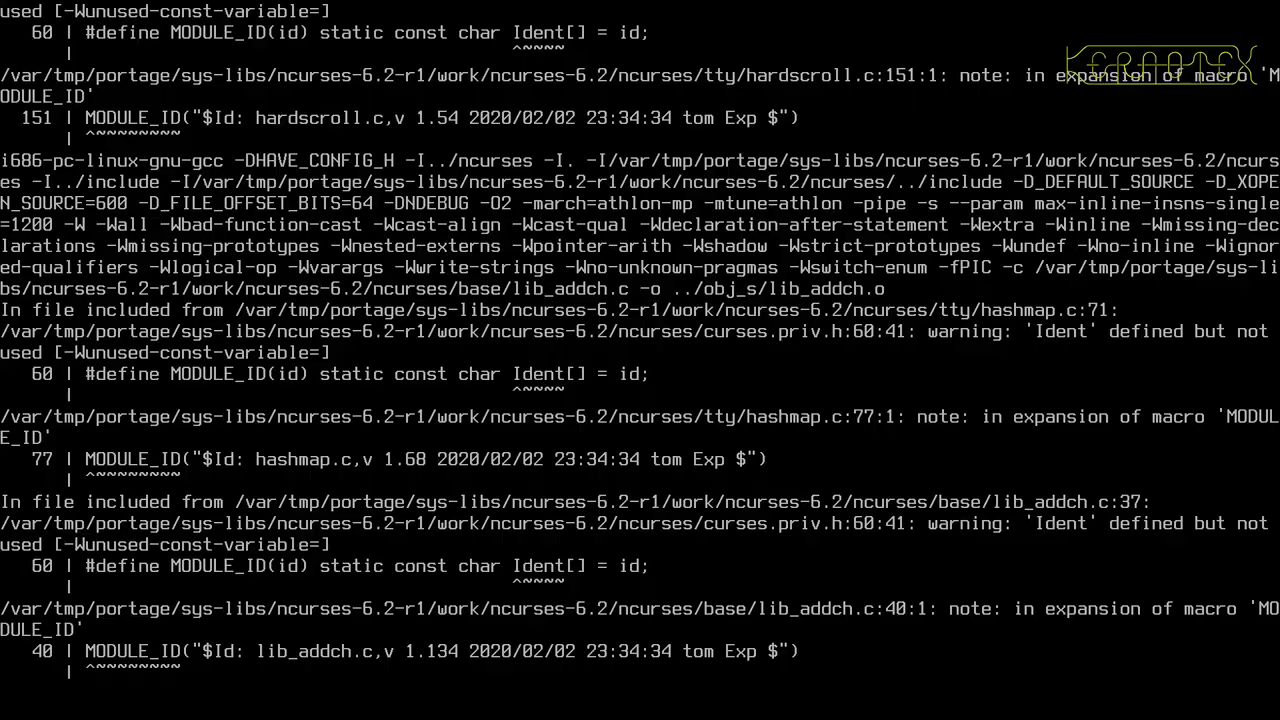 used [-Wunused-const-variable=]
   60 | #define MODULE_ID(id) static const char Ident[] = id;
      |                                         ^~~~~
KERNOTEX
/var/tmp/portage/sys-libs/ncurses-6.2-r1/work/ncurses-6.2/ncurses/tty/hardscroll.c:151:1: note: in expansion of macro 'M
ODULE_ID'
  151 | MODULE_ID("$Id: hardscroll.c,v 1.54 2020/02/02 23:34:34 tom Exp $")
      | ^~~~~~~~~
i686-pc-linux-gnu-gcc -DHAVE_CONFIG_H -I../ncurses -I. -I/var/tmp/portage/sys-libs/ncurses-6.2-r1/work/ncurses-6.2/ncurs
es -I../include -I/var/tmp/portage/sys-libs/ncurses-6.2-r1/work/ncurses-6.2/ncurses/../include -D_DEFAULT_SOURCE -D_XOPE
N_SOURCE=600 -D_FILE_OFFSET_BITS=64 -DNDEBUG -O2 -march=athlon-mp -mtune=athlon -pipe -s --param max-inline-insns-single
=1200 -W -Wall -Wbad-function-cast -Wcast-align -Wcast-qual -Wdeclaration-after-statement -Wextra -Winline -Wmissing-dec
larations -Wmissing-prototypes -Wnested-externs -Wpointer-arith -Wshadow -Wstrict-prototypes -Wundef -Wno-inline -Wignor
ed-qualifiers -Wlogical-op -Wvarargs -Wwrite-strings -Wno-unknown-pragmas -Wswitch-enum -fPIC -c /var/tmp/portage/sys-li
bs/ncurses-6.2-r1/work/ncurses-6.2/ncurses/base/lib_addch.c -o ../obj_s/lib_addch.o
In file included from /var/tmp/portage/sys-libs/ncurses-6.2-r1/work/ncurses-6.2/ncurses/tty/hashmap.c:71:
/var/tmp/portage/sys-libs/ncurses-6.2-r1/work/ncurses-6.2/ncurses/curses.priv.h:60:41: warning: 'Ident' defined but not
used [-Wunused-const-variable=]
   60 | #define MODULE_ID(id) static const char Ident[] = id;
      |                                         ^~~~~
/var/tmp/portage/sys-libs/ncurses-6.2-r1/work/ncurses-6.2/ncurses/tty/hashmap.c:77:1: note: in expansion of macro 'MODUL
E_ID'
   77 | MODULE_ID("$Id: hashmap.c,v 1.68 2020/02/02 23:34:34 tom Exp $")
      | ^~~~~~~~~
In file included from /var/tmp/portage/sys-libs/ncurses-6.2-r1/work/ncurses-6.2/ncurses/base/lib_addch.c:37:
/var/tmp/portage/sys-libs/ncurses-6.2-r1/work/ncurses-6.2/ncurses/curses.priv.h:60:41: warning: 'Ident' defined but not
used [-Wunused-const-variable=]
   60 | #define MODULE_ID(id) static const char Ident[] = id;
      |                                         ^~~~~
/var/tmp/portage/sys-libs/ncurses-6.2-r1/work/ncurses-6.2/ncurses/base/lib_addch.c:40:1: note: in expansion of macro 'MO
DULE_ID'
   40 | MODULE_ID("$Id: lib_addch.c,v 1.134 2020/02/02 23:34:34 tom Exp $")
      | ^~~~~~~~~